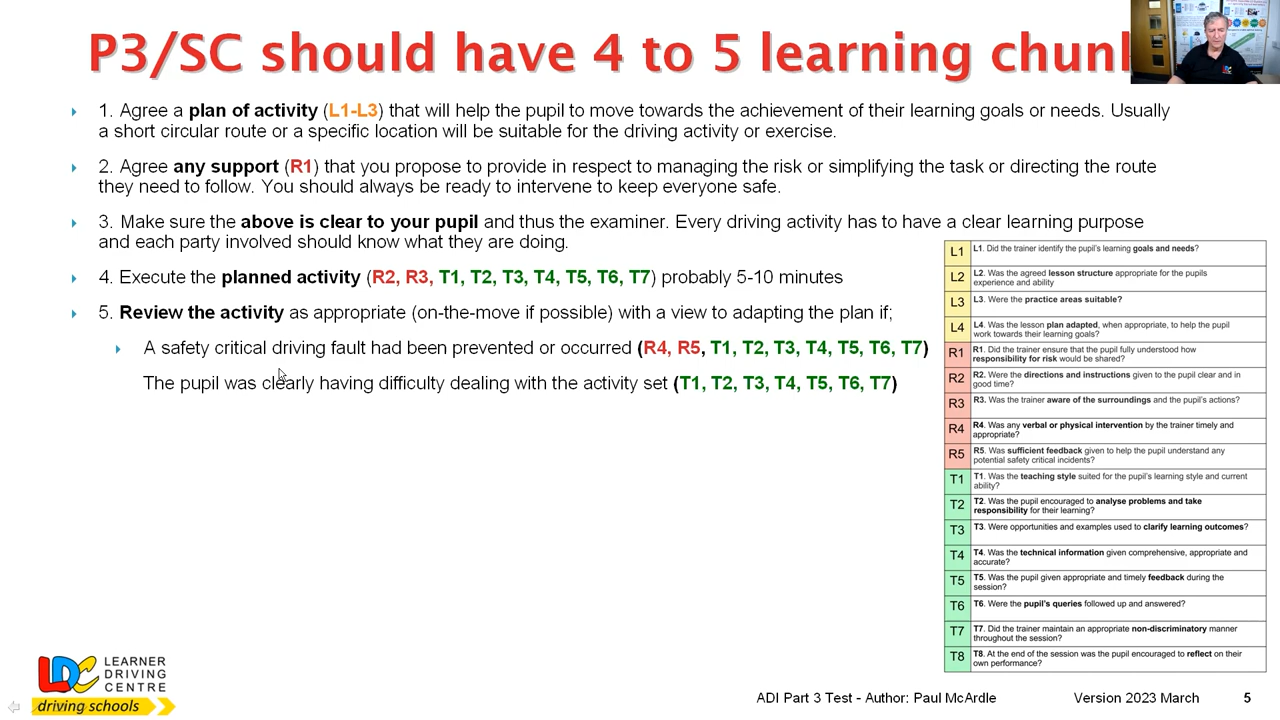 P3/SC should have 4 to 5 learning chun
1. Agree a plan of activity (L1-L3) that will help the pupil to move towards the achievement of their learning goals or needs. Usually
a short circular route or a specific location will be suitable for the driving activity or exercise.
2. Agree any support (R1) that you propose to provide in respect to managing the risk or simplifying the task or directing the route
they need to follow. You should always be ready to intervene to keep everyone safe.
3. Make sure the above is clear to your pupil and thus the examiner. Every driving activity has to have a clear learning purpose
and each party involved should know what they are doing.
4. Execute the planned activity (R2, R3, T1, T2, T3, T4, T5, T6, T7) probably 5-10 minutes
5. Review the activity as appropriate (on-the-move if possible) with a view to adapting the plan if;
A safety critical driving fault had been prevented or occurred (R4, R5, T1, T2, T3, T4, T5, T6, T7)
The pupil was clearly having difficulty dealing with the activity set (T1, T2, T3, T4, T5, T6, T7)
L1 L1. Did the trainer identify the pupil's learning goals and needs?
L2 L2. Was the agreed lesson structure appropriate for the pupils
experience and ability
L3 L3. Were the practice areas suitable?
L4 L4. Was the lesson plan adapted, when appropriate, to help the pupil
work towards their learning goals?
R1 R1. Did the trainer ensure that the pupil fully understood how
responsibility for risk would be shared?
R2 R2. Were the directions and instructions given to the pupil clear and in
good time?
R3 R3. Was the trainer aware of the surroundings and the pupil's actions?
R4 R4. Was any verbal or physical intervention by the trainer timely and
appropriate?
R5 R5. Was sufficient feedback given to help the pupil understand any
potential safety critical incidents?
T1 T1. Was the teaching style suited for the pupil's learning style and current
ability?
T2 T2. Was the pupil encouraged to analyse problems and take
responsibility for their learning?
T3 T3. Were opportunities and examples used to clarify learning outcomes?
T4 T4. Was the technical information given comprehensive, appropriate and
accurate?
T5 T5. Was the pupil given appropriate and timely feedback during the
session?
T6 T6. Were the pupil's queries followed up and answered?
T7 T7. Did the trainer maintain an appropriate non-discriminatory manner
throughout the session?
T8 T8. At the end of the session was the pupil encouraged to reflect on their
own performance?
LDC LEARNER
DRIVING
CENTRE
driving schools
ADI Part 3 Test - Author: Paul McArdle Version 2023 March 5